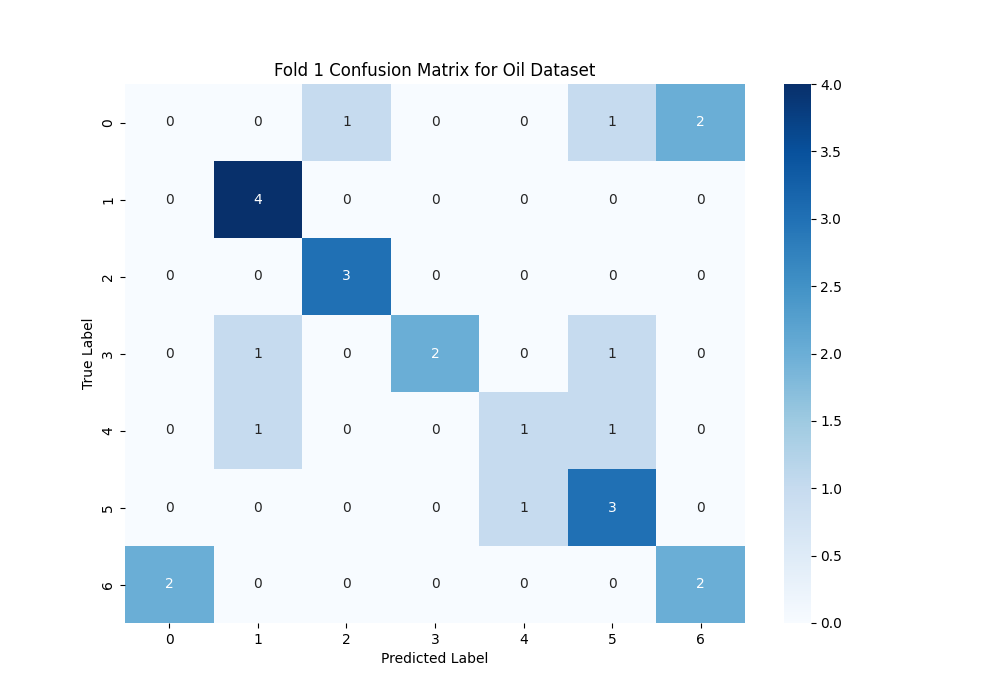 Fold 1 Confusion Matrix for Oil Dataset
0 0 0 1 0 0 1 2
1 0 4 0 0 0 0 0
2 0 0 3 0 0 0 0
3 0 1 0 2 0 1 0
4 0 1 0 0 1 1 0
5 0 0 0 0 1 3 0
6 2 0 0 0 0 0 2
0 1 2 3 4 5 6
True Label
Predicted Label
4.0
3.5
3.0
2.5
2.0
1.5
1.0
0.5
0.0